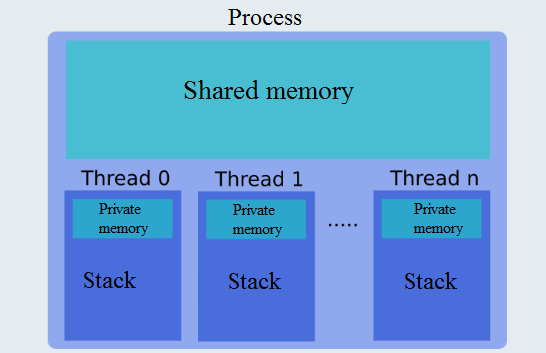 Process
Shared memory
Thread 0
Thread 1
Thread n
Private
memory
Private
memory
.....
Private
memory
Stack
Stack
Stack